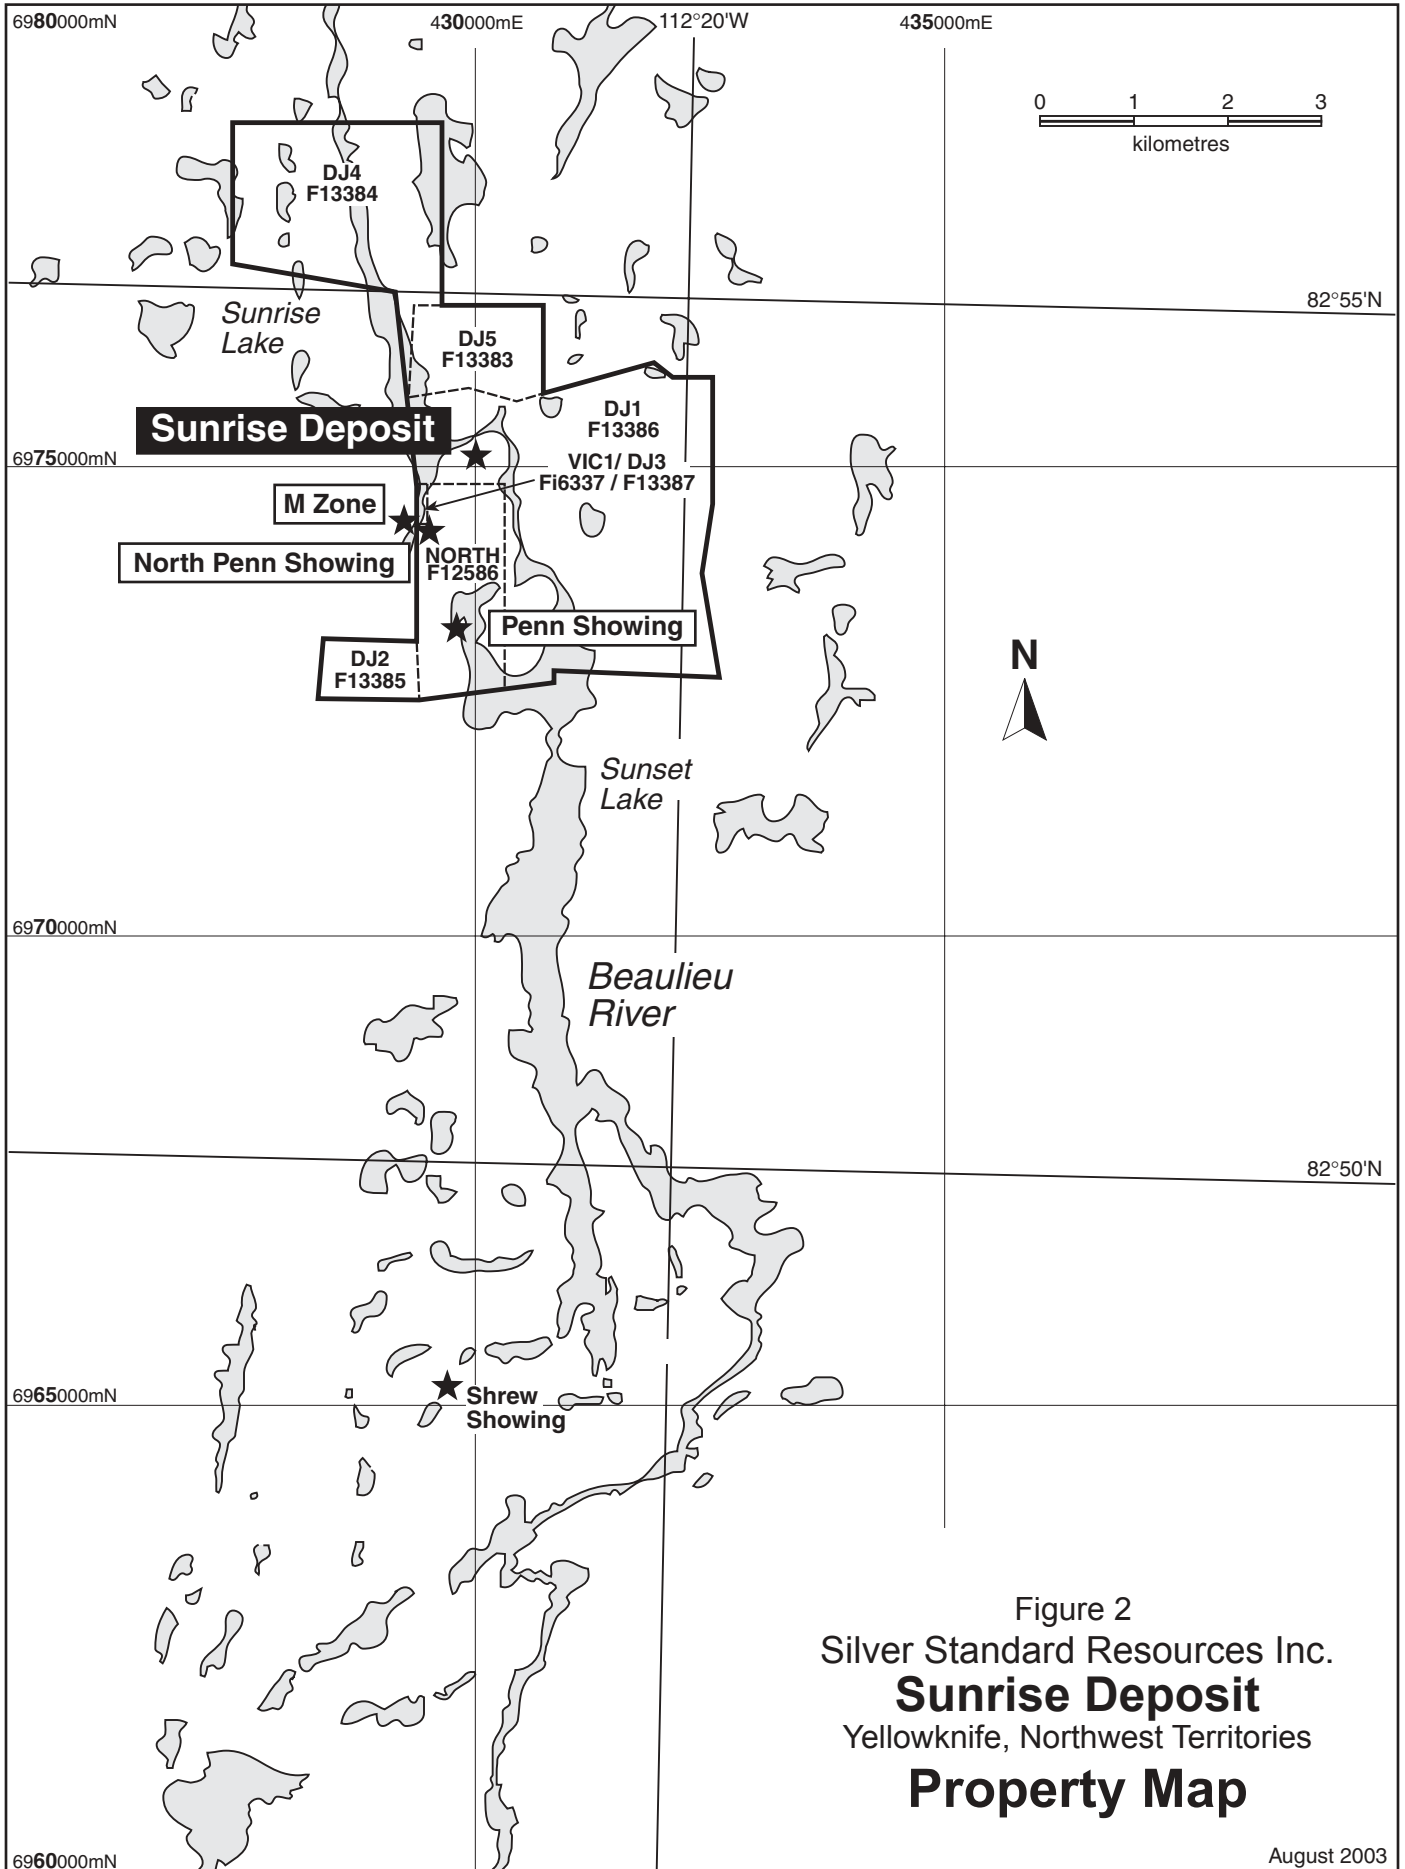 6980000mN
430000mE
112°20'W
435000mE
0 1 2 3
kilometres
DJ4
F13384
82°55'N
Sunrise
Lake
DJ5
F13383
Sunrise Deposit
DJ1
F13386
6975000mN
VIC1/ DJ3
Fi6337 / F13387
M Zone
North Penn Showing
NORTH
F12586
Penn Showing
DJ2
F13385
N
Sunset
Lake
6970000mN
Beaulieu
River
82°50'N
6965000mN
Shrew
Showing
Figure 2
Silver Standard Resources Inc.
Sunrise Deposit
Yellowknife, Northwest Territories
Property Map
August 2003
6960000mN